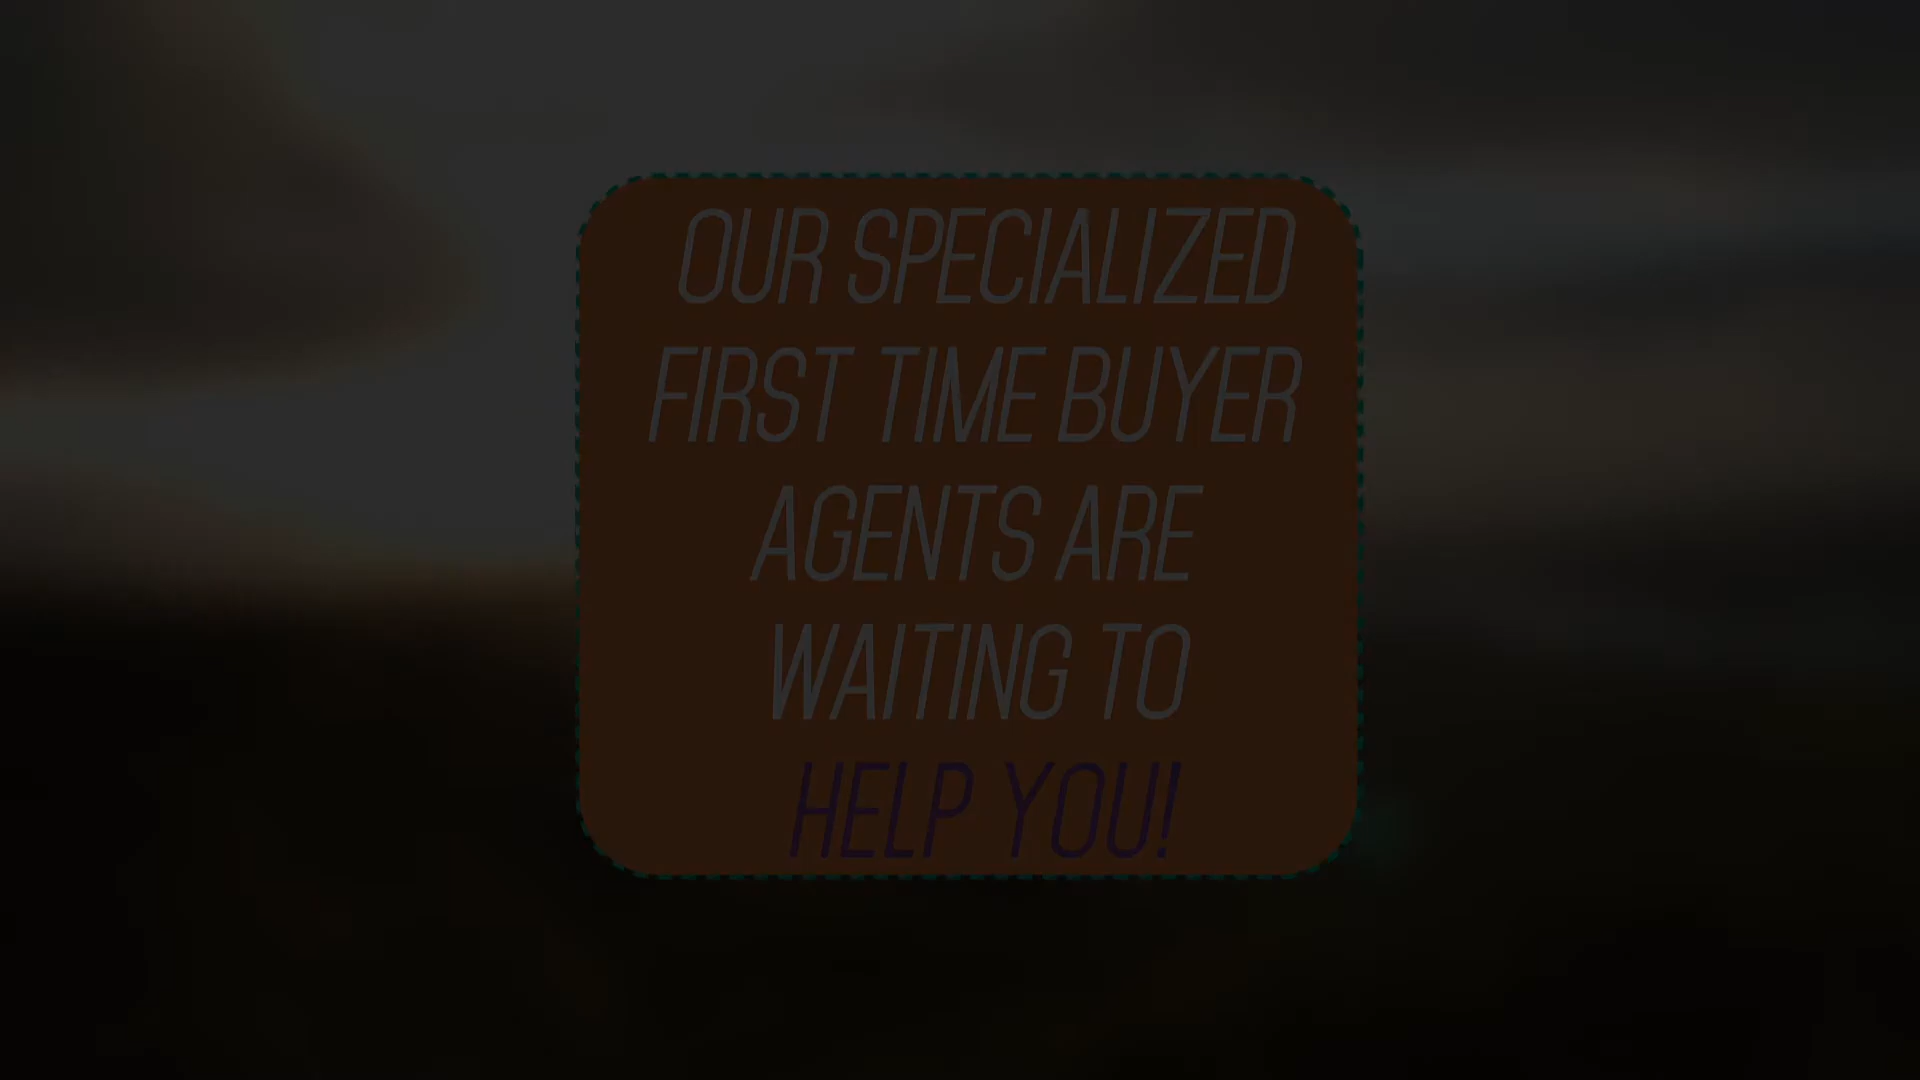 OUR SPECIALIZED
FIRST TIME BUYER
AGENTS ARE
WAITING TO
HELP YOU!